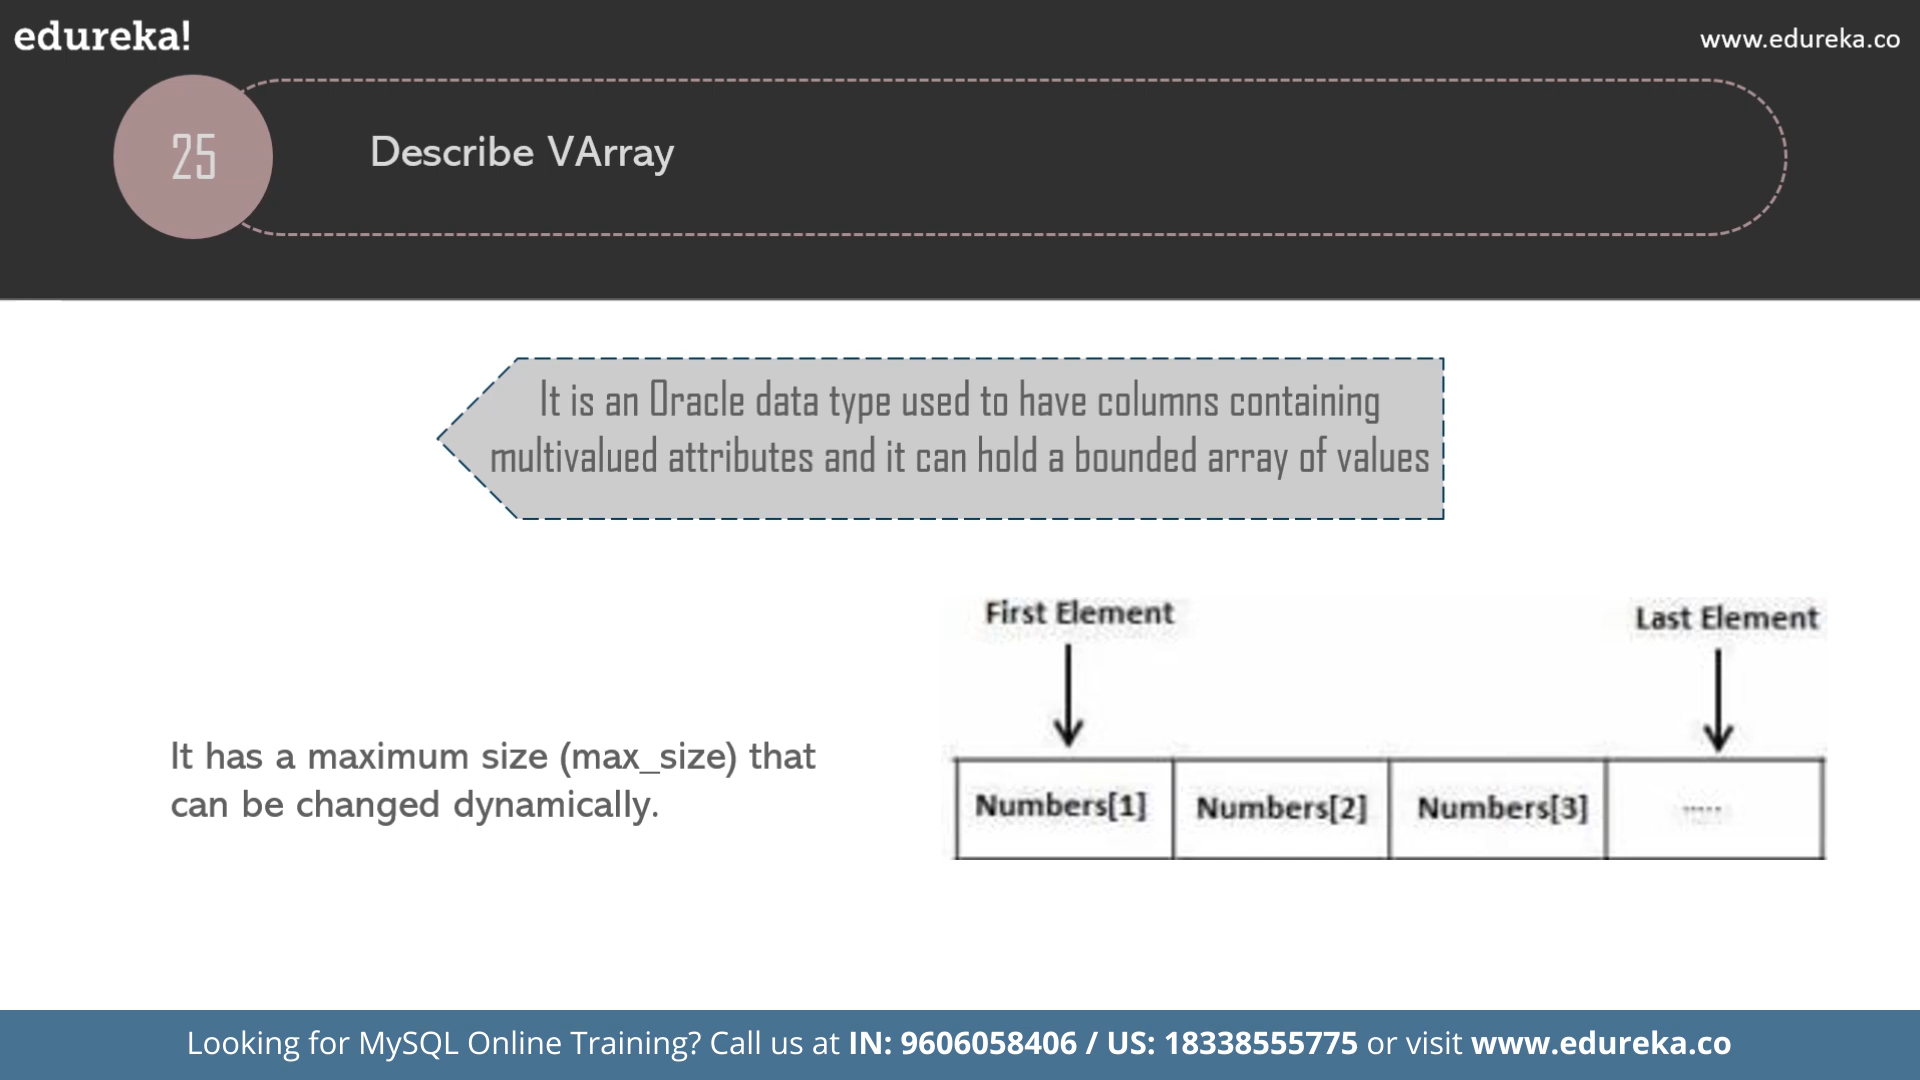 edureka!
www.edureka.co
25
Describe VArray
It is an Oracle data type used to have columns containing
multivalued attributes and it can hold a bounded array of values
First Element
Last Element
It has a maximum size (max_size) that
can be changed dynamically.
Numbers[1] Numbers[2] Numbers[3] .....
Looking for MySQL Online Training? Call us at IN: 9606058406 / US: 18338555775 or visit www.edureka.co